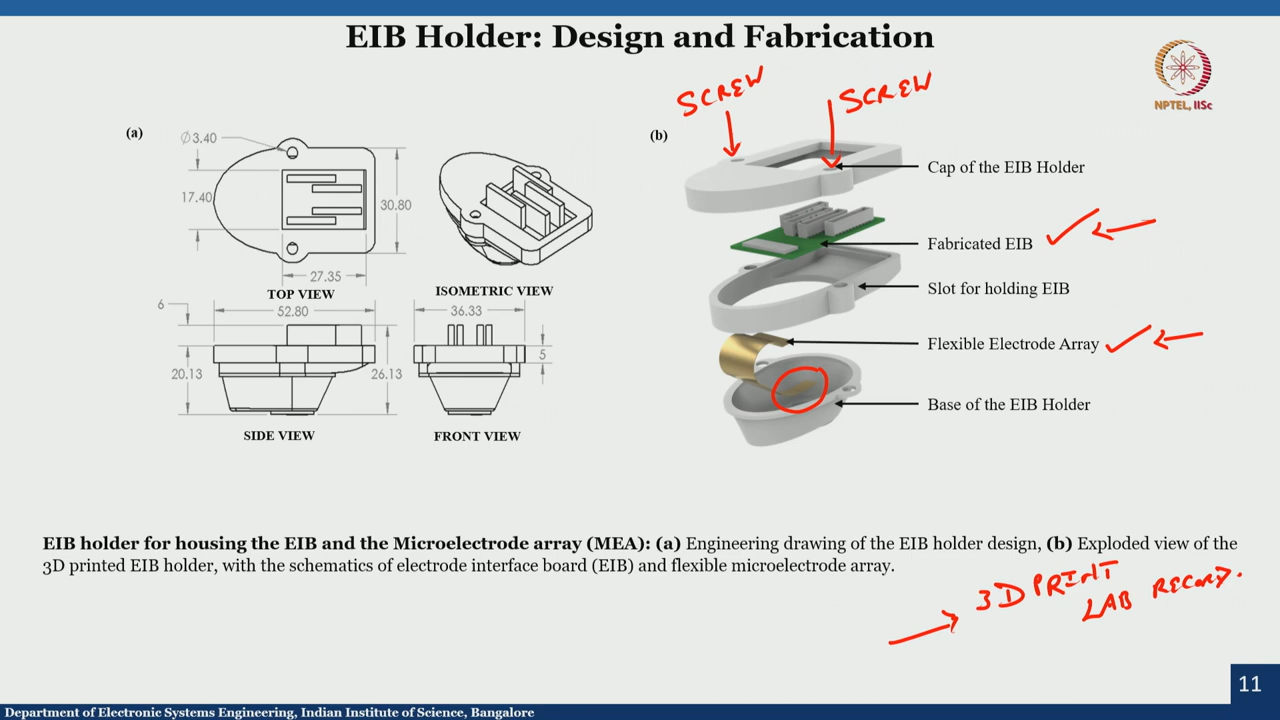 EIB Holder: Design and Fabrication
NPTEL, IISc
SCREW
SCREW
(a)
Ø3.40
17.40
30.80
27.35
TOP VIEW
ISOMETRIC VIEW
6
52.80
36.33
20.13
26.13
5
SIDE VIEW
FRONT VIEW
(b)
Cap of the EIB Holder
Fabricated EIB
Slot for holding EIB
Flexible Electrode Array
Base of the EIB Holder
EIB holder for housing the EIB and the Microelectrode array (MEA): (a) Engineering drawing of the EIB holder design, (b) Exploded view of the
3D printed EIB holder, with the schematics of electrode interface board (EIB) and flexible microelectrode array.
3D PRINT
LAB RECORD.
11
Department of Electronic Systems Engineering, Indian Institute of Science, Bangalore